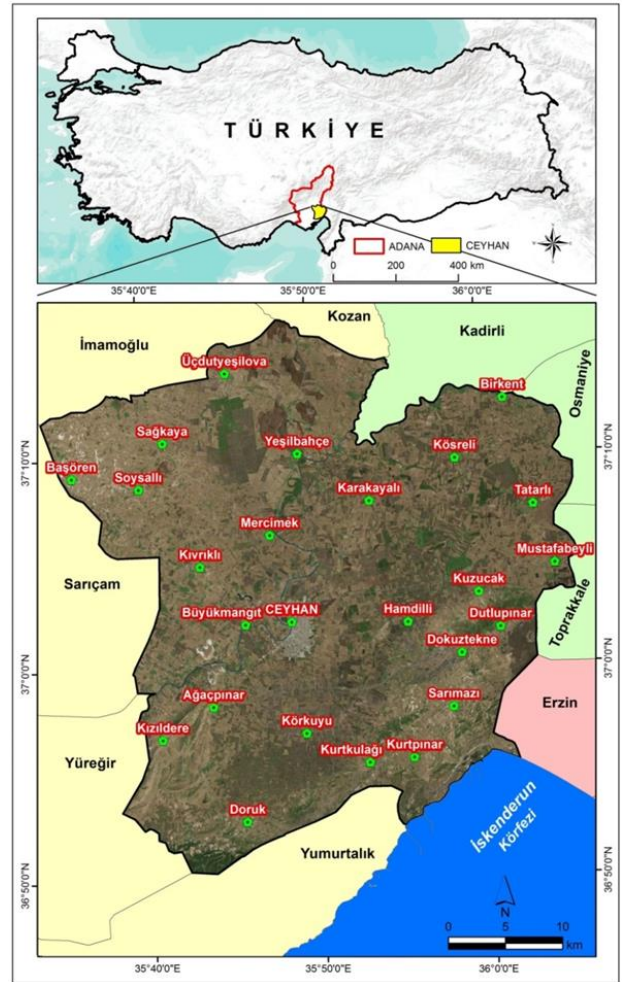 TÜRKİYE
ADANA
CEYHAN
0 200 400 km
35°40'0"E 35°50'0"E 36°0'0"E
Kozan
İmamoğlu
Kadirli
Üçdutyeşilova
Osmaniye
Birkent
Sağkaya
Yeşilbahçe
Kösreli
37°10'0"N
37°10'0"N
Başören
Soysallı
Karakayalı
Tatarlı
Mercimek
Mustafabeyli
Kıvrıklı
Sarıçam
Kuzucak
Toprakkale
Büyükmangıt
CEYHAN
Hamdilli
Dutlupınar
Dokuztekne
37°0'0"N
37°0'0"N
Ağaçpınar
Sarımazı
Erzin
Kızıldere
Körkuyu
Yüreğir
Kurtkulağı
Kurtpınar
İskenderun
Körfezi
Doruk
Yumurtalık
36°50'0"N
36°50'0"N
N
0 5 10
km
35°40'0"E 35°50'0"E 36°0'0"E